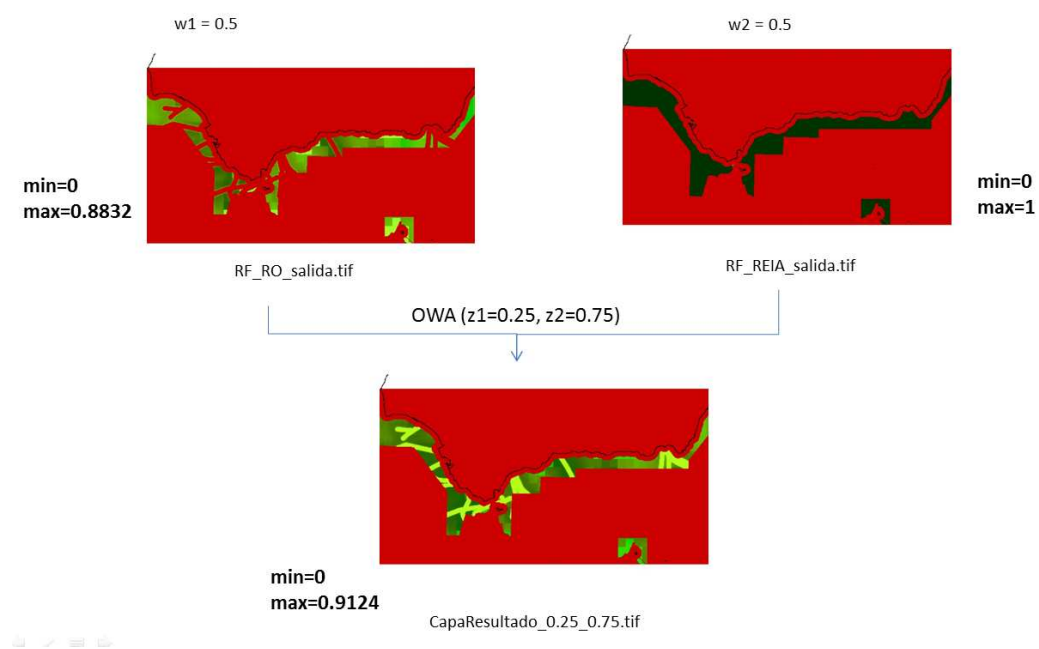 w1 = 0.5
w2 = 0.5
min=0
max=0.8832
min=0
max=1
RF_RO_salida.tif
RF_REIA_salida.tif
OWA (z1=0.25, z2=0.75)
min=0
max=0.9124
CapaResultado_0.25_0.75.tif